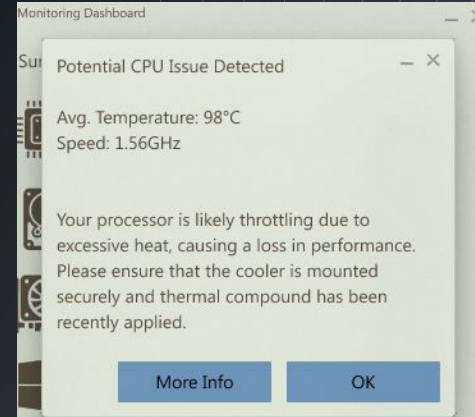 Monitoring Dashboard
Potential CPU Issue Detected
Avg. Temperature: 98°C
Speed: 1.56GHz
Your processor is likely throttling due to
excessive heat, causing a loss in performance.
Please ensure that the cooler is mounted
securely and thermal compound has been
recently applied.
More Info
OK